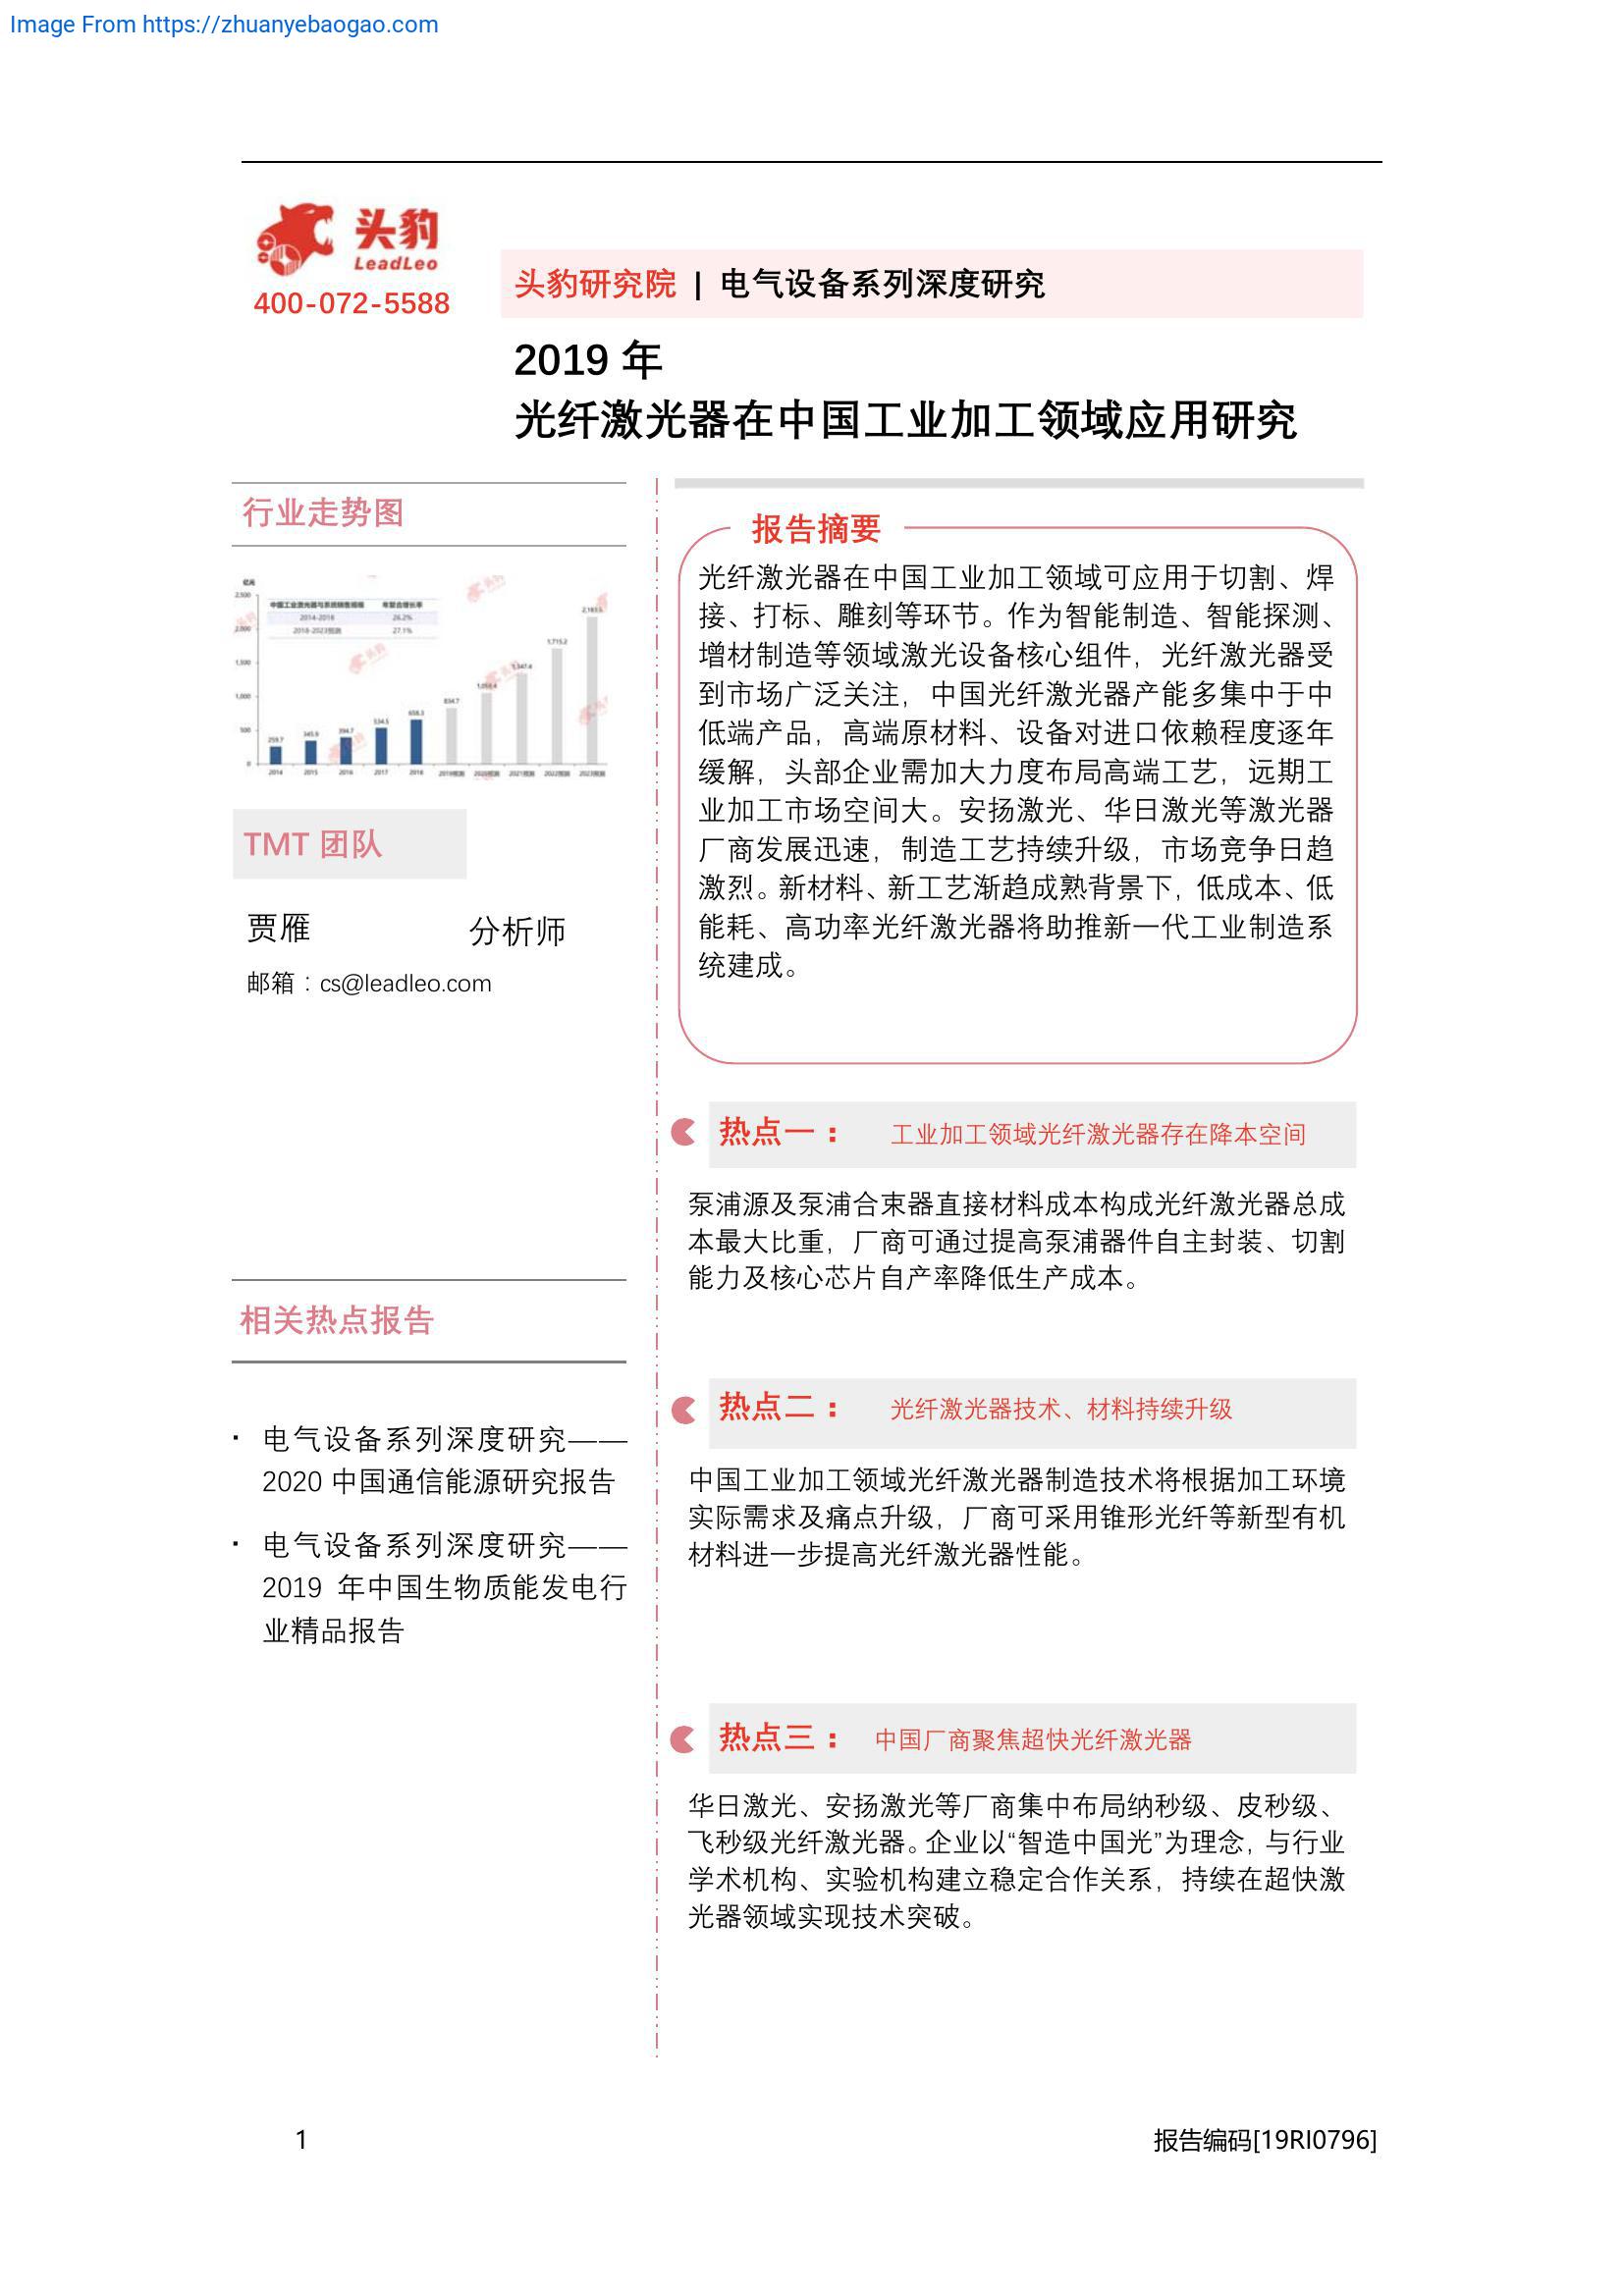 Image From https://zhuanyebaogao.com
头豹
LeadLeo
400-072-5588
头豹研究院 | 电气设备系列深度研究
2019 年
光纤激光器在中国工业加工领域应用研究
行业走势图
亿元
2,500
2,000
1,500
1,000
500
0
中国工业激光器与系统销售规模 年复合增长率
2014-2018 26.2%
2018-2023预测 27.1%
259.7
345.9
394.7
534.5
658.3
834.7
1,715.2
2014
2015
2016
2017
2018
2019预测
2020预测
2021预测
2022预测
2023预测
TMT 团队
贾雁 分析师
邮箱：cs@leadleo.com
相关热点报告
· 电气设备系列深度研究——
2020 中国通信能源研究报告
· 电气设备系列深度研究——
2019 年中国生物质能发电行
业精品报告
报告摘要
光纤激光器在中国工业加工领域可应用于切割、焊
接、打标、雕刻等环节。作为智能制造、智能探测、
增材制造等领域激光设备核心组件，光纤激光器受
到市场广泛关注，中国光纤激光器产能多集中于中
低端产品，高端原材料、设备对进口依赖程度逐年
缓解，头部企业需加大力度布局高端工艺，远期工
业加工市场空间大。安扬激光、华日激光等激光器
厂商发展迅速，制造工艺持续升级，市场竞争日趋
激烈。新材料、新工艺渐趋成熟背景下，低成本、低
能耗、高功率光纤激光器将助推新一代工业制造系
统建成。
热点一： 工业加工领域光纤激光器存在降本空间
泵浦源及泵浦合束器直接材料成本构成光纤激光器总成
本最大比重，厂商可通过提高泵浦器件自主封装、切割
能力及核心芯片自产率降低生产成本。
热点二： 光纤激光器技术、材料持续升级
中国工业加工领域光纤激光器制造技术将根据加工环境
实际需求及痛点升级，厂商可采用锥形光纤等新型有机
材料进一步提高光纤激光器性能。
热点三： 中国厂商聚焦超快光纤激光器
华日激光、安扬激光等厂商集中布局纳秒级、皮秒级、
飞秒级光纤激光器。企业以“智造中国光”为理念，与行业
学术机构、实验机构建立稳定合作关系，持续在超快激
光器领域实现技术突破。
1
报告编码[19RI0796]